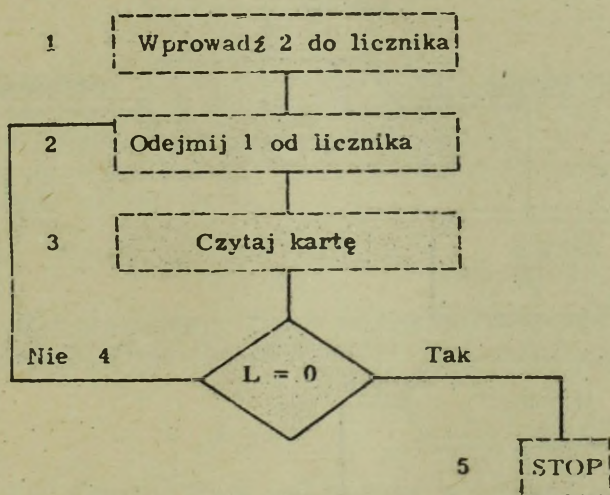 1 Wprowadź 2 do licznika
2 Odejmij 1 od licznika
3 Czytaj kartę
Nie 4 L = 0 Tak
5 STOP